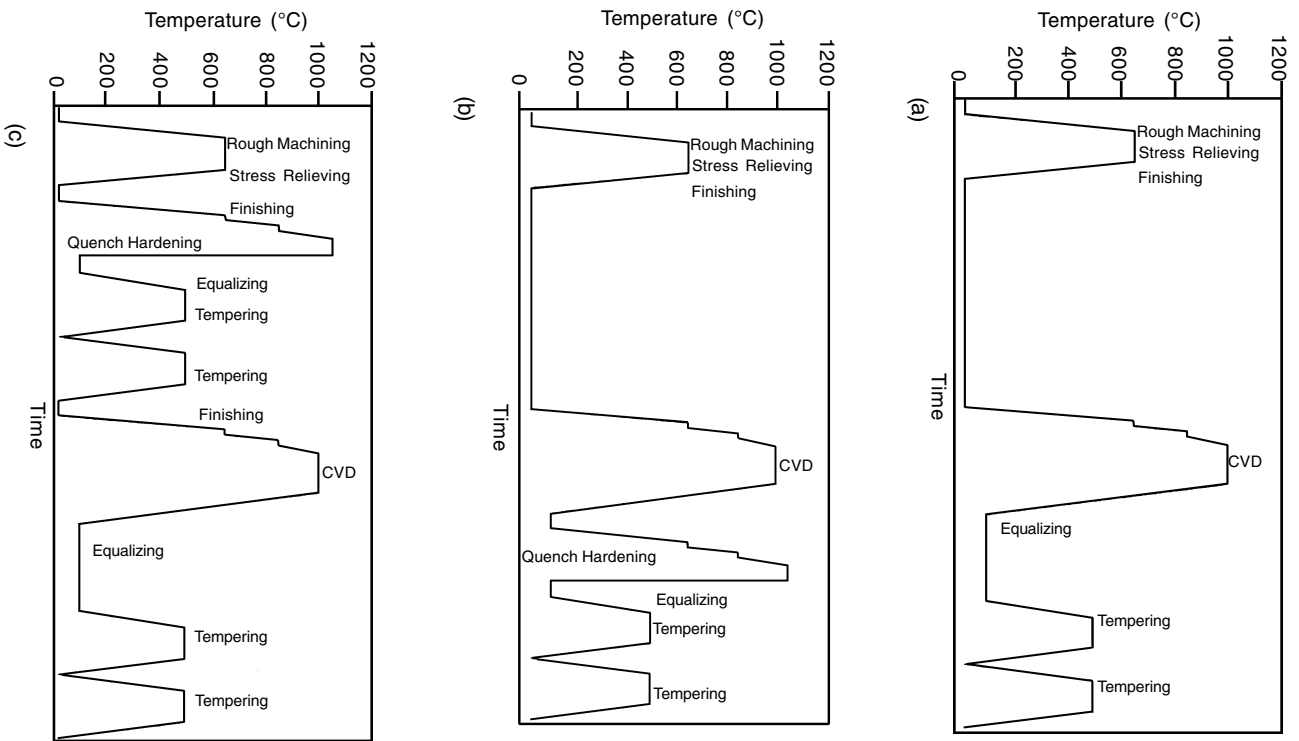 Temperature (°C)
0 200 400 600 800 1000 1200
Rough Machining
Stress Relieving
Finishing
Quench Hardening
Equalizing
Tempering
Tempering
Finishing
CVD
Equalizing
Tempering
Tempering
Time
(c)
Temperature (°C)
0 200 400 600 800 1000 1200
Rough Machining
Stress Relieving
Finishing
CVD
Quench Hardening
Equalizing
Tempering
Tempering
Time
(b)
Temperature (°C)
0 200 400 600 800 1000 1200
Rough Machining
Stress Relieving
Finishing
CVD
Equalizing
Tempering
Tempering
Time
(a)